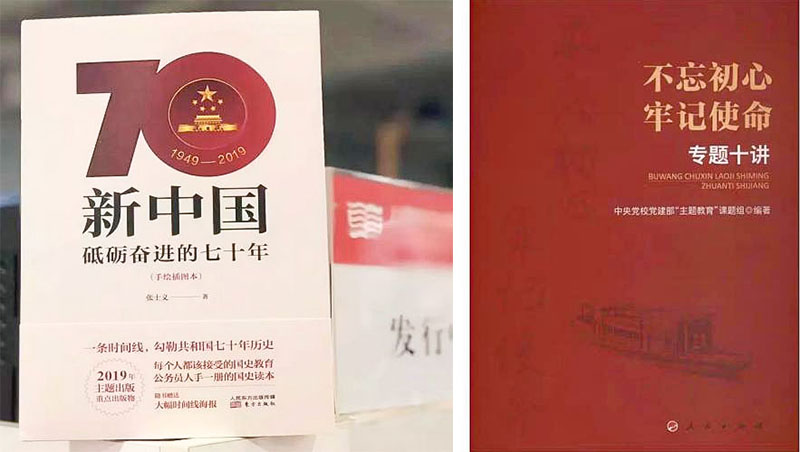 70
1949—2019
新中国
砥砺奋进的七十年
（手绘插图本）
张士义 著
一条时间线，勾勒共和国七十年历史
2019年
主题出版
重点出版物
每个人都该接受的国史教育
公务员人手一册的国史读本
随书赠送
大幅时间线海报
人民东方出版传媒
东方出版社
发行
不忘初心
牢记使命
专题十讲
BUWANG CHUXIN LAOJI SHIMING
ZHUANTI SHIJIANG
中央党校党建部“主题教育”课题组◎编著
人民出版社